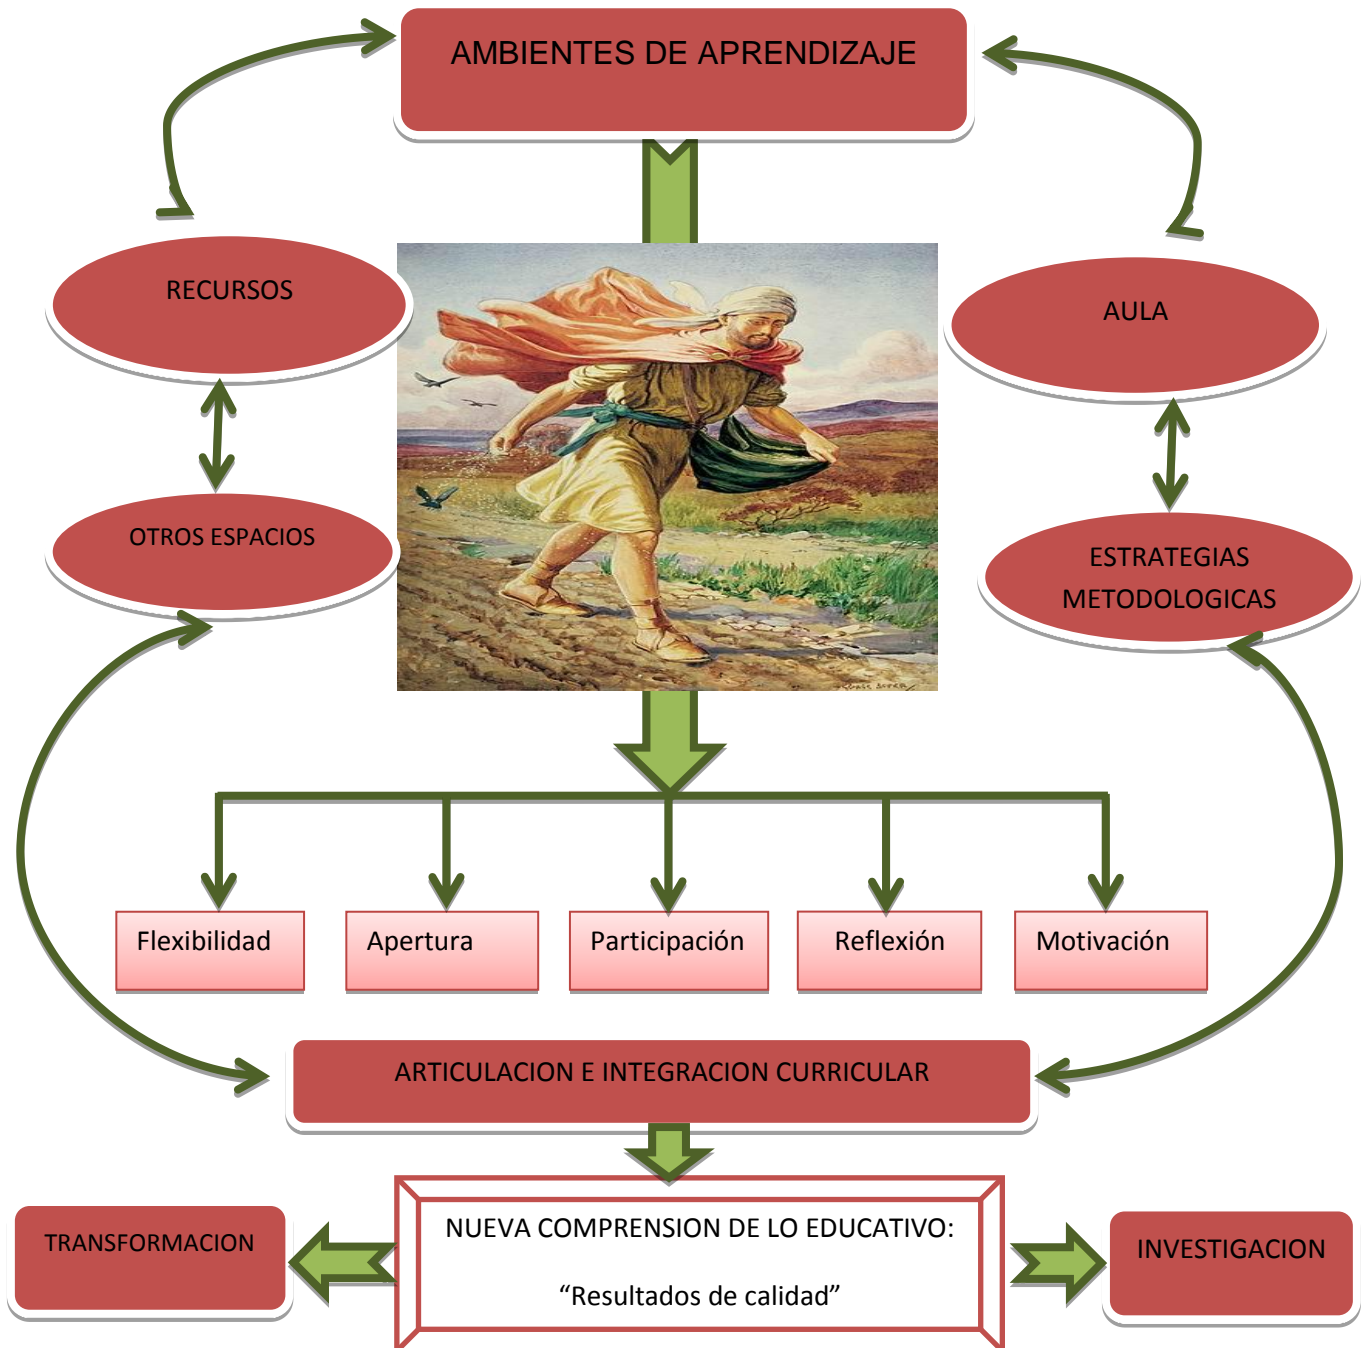 AMBIENTES DE APRENDIZAJE
RECURSOS
AULA
OTROS ESPACIOS
ESTRATEGIAS
METODOLOGICAS
Flexibilidad
Apertura
Participación
Reflexión
Motivación
ARTICULACION E INTEGRACION CURRICULAR
NUEVA COMPRENSION DE LO EDUCATIVO:
“Resultados de calidad”
TRANSFORMACION
INVESTIGACION